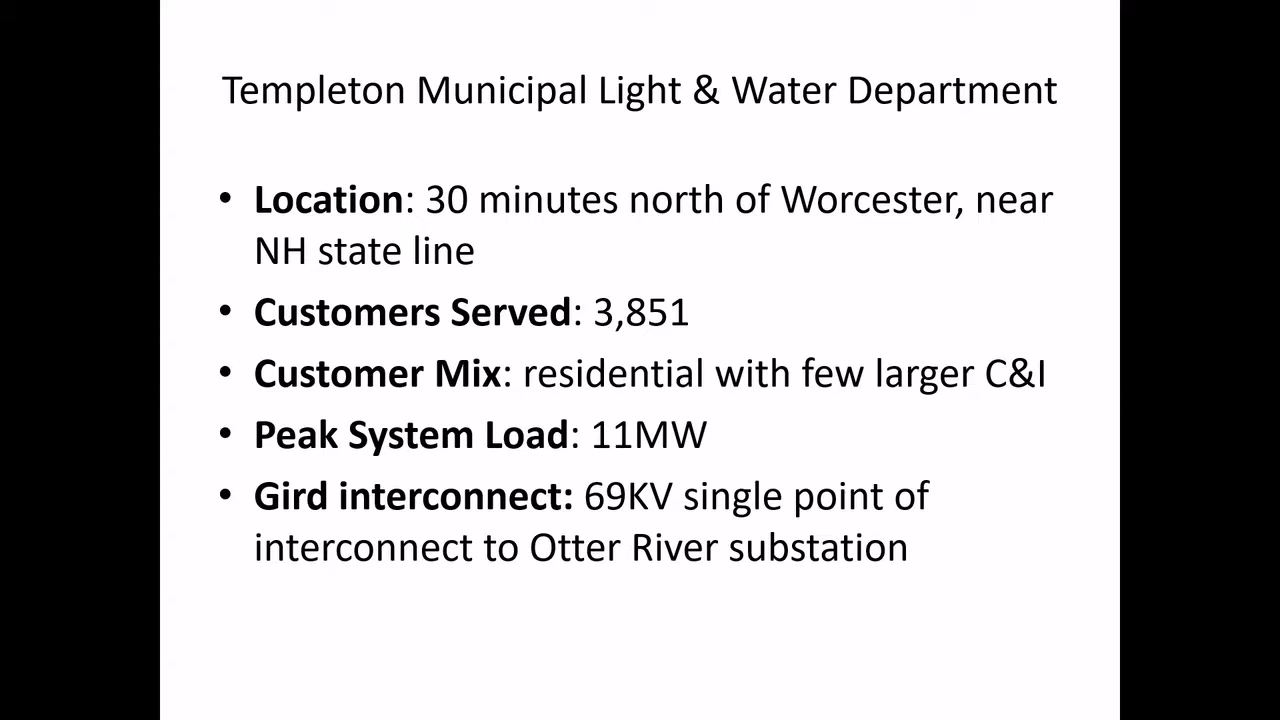 Templeton Municipal Light & Water Department
• Location: 30 minutes north of Worcester, near
NH state line
• Customers Served: 3,851
• Customer Mix: residential with few larger C&I
• Peak System Load: 11MW
• Gird interconnect: 69KV single point of
interconnect to Otter River substation